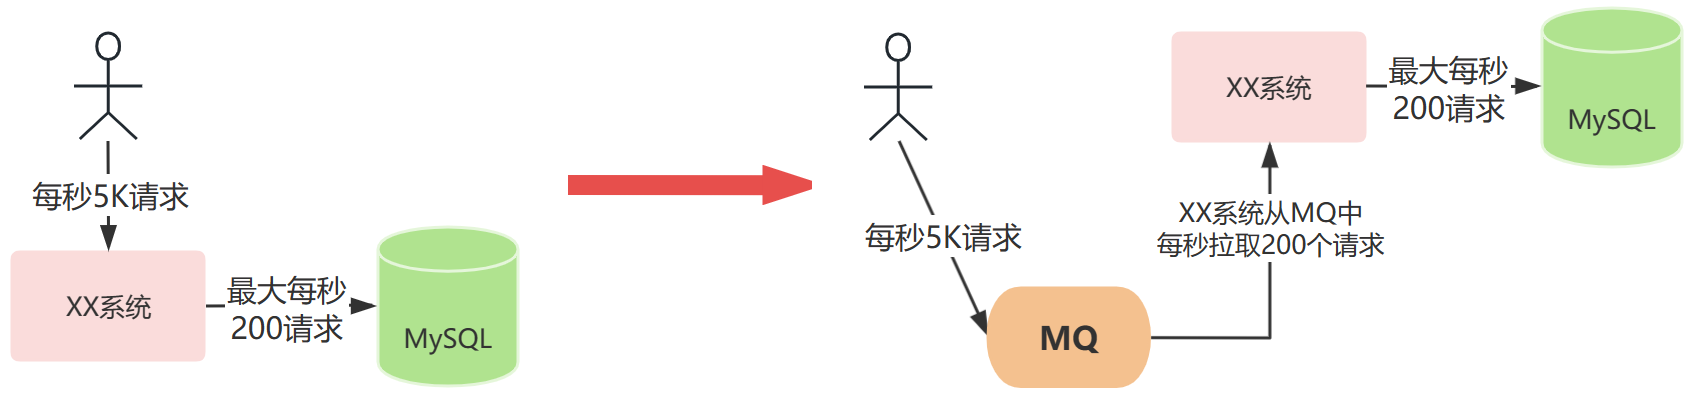 每秒5K请求
XX系统
最大每秒
200请求
MySQL
每秒5K请求
MQ
XX系统从MQ中
每秒拉取200个请求
XX系统
最大每秒
200请求
MySQL